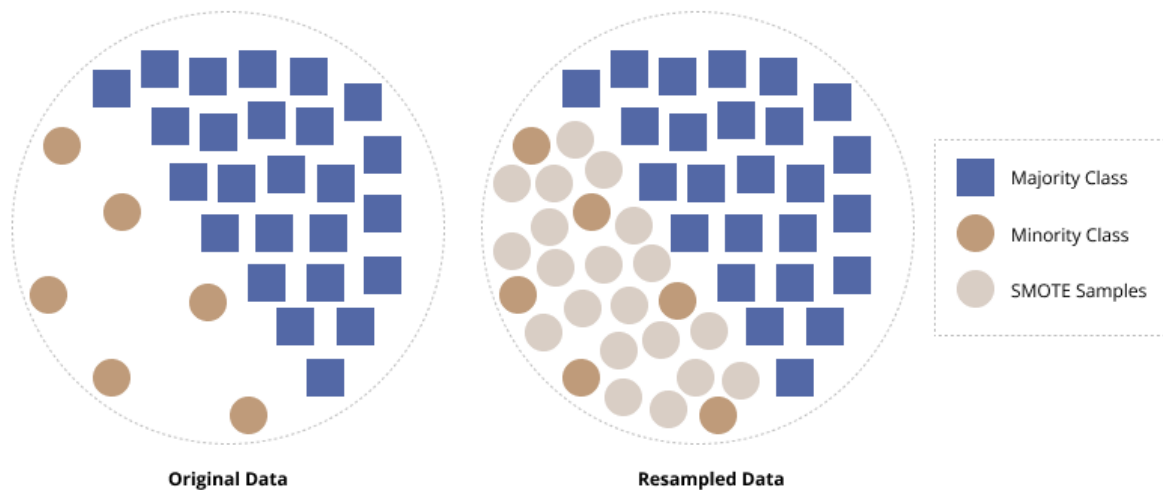 Majority Class
Minority Class
SMOTE Samples
Original Data
Resampled Data